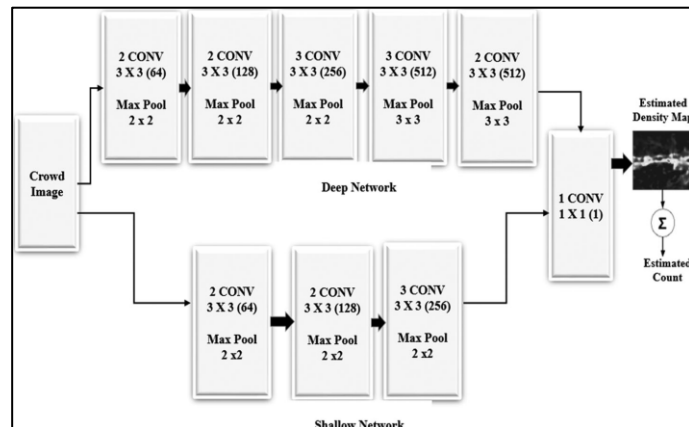 2 CONV
3 X 3 (64)
Max Pool
2 x 2
2 CONV
3 X 3 (128)
Max Pool
2 x 2
3 CONV
3 X 3 (256)
Max Pool
2 x 2
3 CONV
3 X 3 (512)
Max Pool
3 x 3
2 CONV
3 X 3 (512)
Max Pool
3 x 3
Deep Network
Crowd
Image
2 CONV
3 X 3 (64)
Max Pool
2 x2
2 CONV
3 X 3 (128)
Max Pool
2 x2
3 CONV
3 X 3 (256)
Max Pool
2 x2
Shallow Network
1 CONV
1 X 1 (1)
Estimated
Density Map
Σ
Estimated
Count